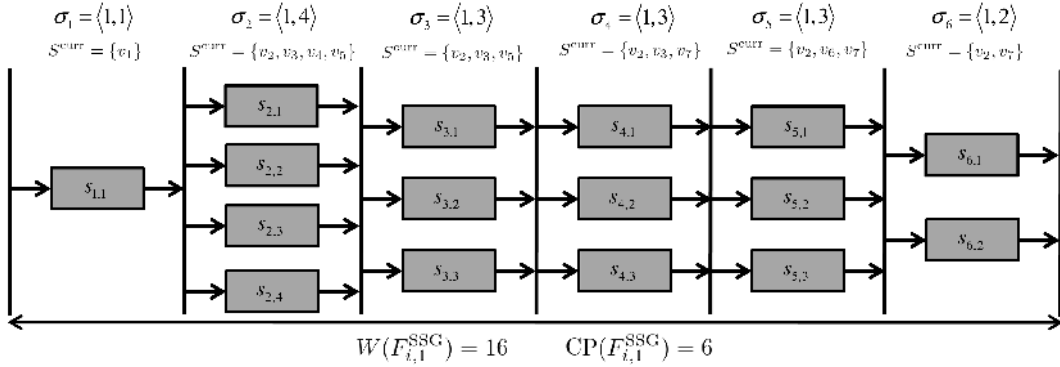 σ₁ = ⟨1,1⟩ σ₂ = ⟨1,4⟩ σ₃ = ⟨1,3⟩ σ₄ = ⟨1,3⟩ σ₅ = ⟨1,3⟩ σ₆ = ⟨1,2⟩
S^curr = {v₁} S^curr − {v₂, v₃, v₄, v₅} S^curr = {v₂, v₃, v₅} S^curr − {v₂, v₃, v₇} S^curr = {v₂, v₆, v₇} S^curr − {v₂, v₇}
s₂,₁
s₃.₁ s₄.₁ s₅,₁
s₆.₁
s₂,₂
s₁.₁
s₃.₂ s₄,₂ s₅,₂
s₂.₃
s₆.₂
s₃.₃ s₄.₃ s₅,₃
s₂,₄
W(F_{i,1}^{SSG}) = 16 CP(F_{i,1}^{SSG}) = 6